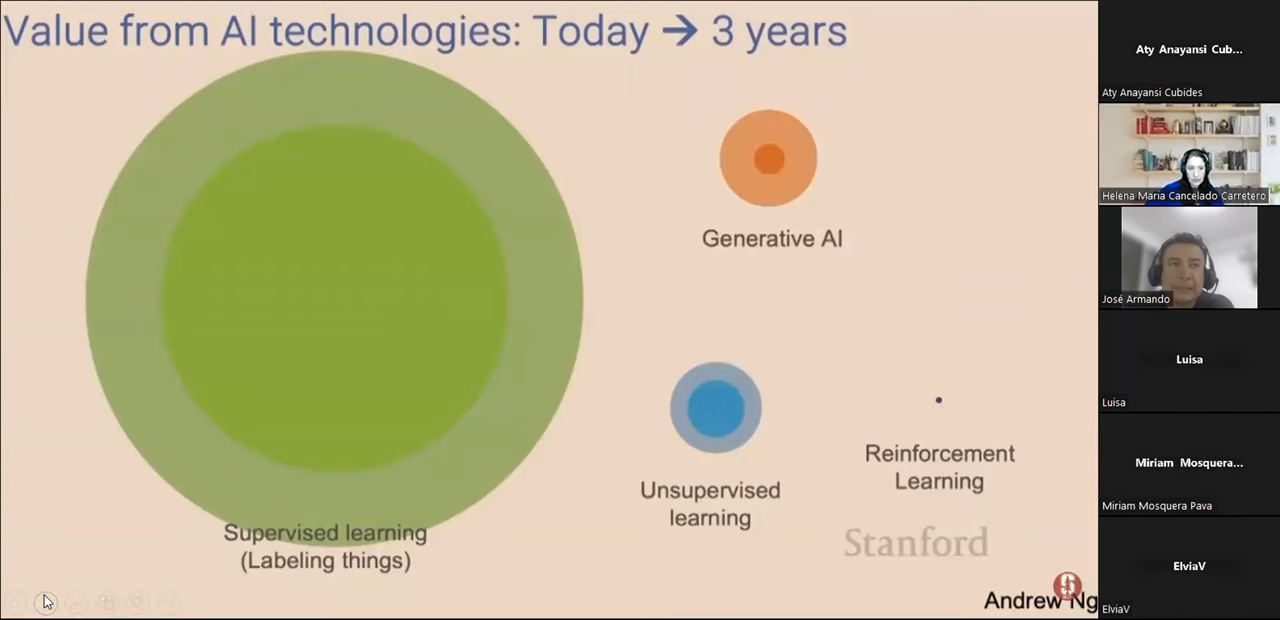 Value from AI technologies: Today → 3 years
Generative AI
Unsupervised
learning
Reinforcement
Learning
Supervised learning
(Labeling things)
Stanford
S
Andrew Ng
Aty Anayansi Cub...
Aty Anayansi Cubides
Helena Maria Cancelado Carretero
José Armando
Luisa
Luisa
Miriam Mosquera...
Miriam Mosquera Pava
ElviaV
ElviaV